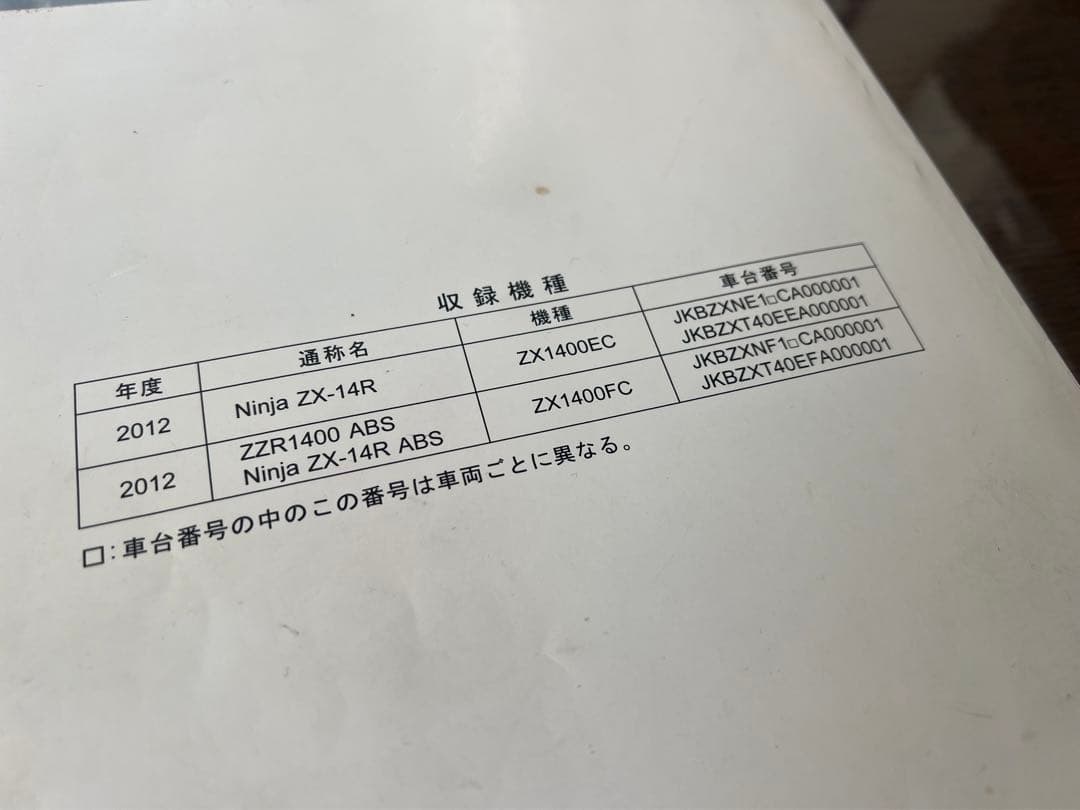 収録機種
年度 通称名 機種 車台番号
2012 Ninja ZX-14R ZX1400EC JKBZXNE1□CA000001
JKBZXT40EEA000001
2012 ZZR1400 ABS ZX1400FC JKBZXNF1□CA000001
Ninja ZX-14R ABS JKBZXT40EFA000001
□:車台番号の中のこの番号は車両ごとに異なる。